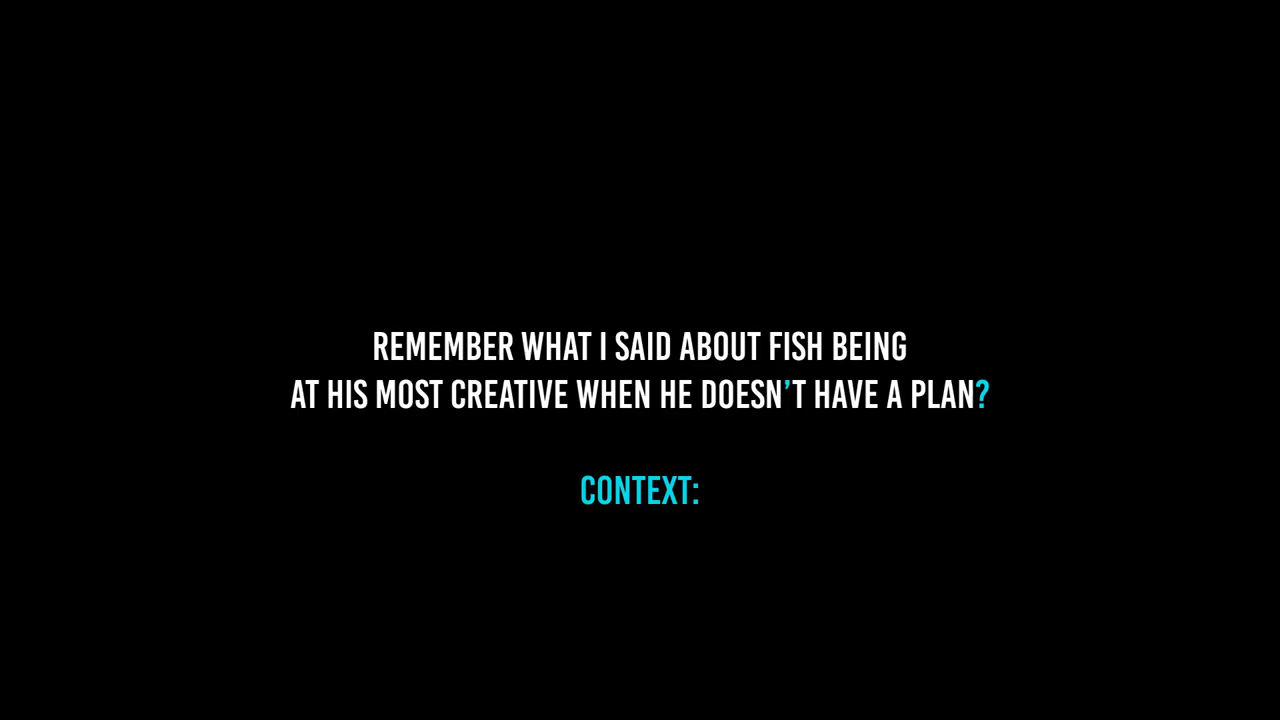 REMEMBER WHAT I SAID ABOUT FISH BEING
AT HIS MOST CREATIVE WHEN HE DOESN’T HAVE A PLAN?
CONTEXT: